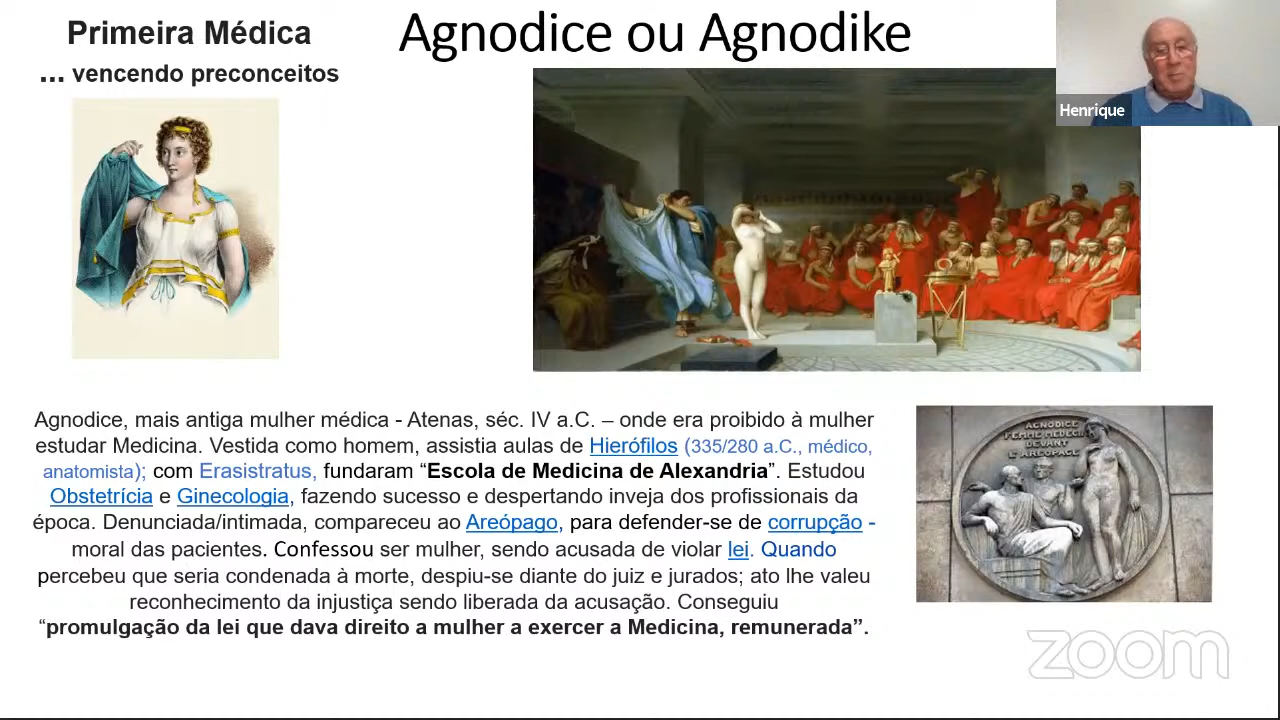 Primeira Médica
... vencendo preconceitos
Agnodice ou Agnodike
Henrique
Agnodice, mais antiga mulher médica - Atenas, séc. IV a.C. – onde era proibido à mulher
estudar Medicina. Vestida como homem, assistia aulas de Hierófilos (335/280 a.C., médico,
anatomista); com Erasistratus, fundaram “Escola de Medicina de Alexandria”. Estudou
Obstetrícia e Ginecologia, fazendo sucesso e despertando inveja dos profissionais da
época. Denunciada/intimada, compareceu ao Areópago, para defender-se de corrupção -
moral das pacientes. Confessou ser mulher, sendo acusada de violar lei. Quando
percebeu que seria condenada à morte, despiu-se diante do juiz e jurados; ato lhe valeu
reconhecimento da injustiça sendo liberada da acusação. Conseguiu
“promulgação da lei que dava direito a mulher a exercer a Medicina, remunerada”.
AGNODICE
FEMME MEDECIN
DEVANT
L'AREOPAGE
zoom